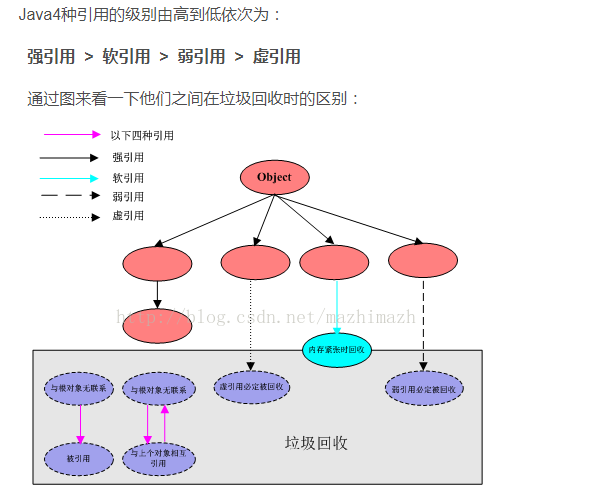 Java4种引用的级别由高到低依次为：
强引用 > 软引用 > 弱引用 > 虚引用
通过图来看一下他们之间在垃圾回收时的区别：
以下四种引用
强引用
软引用
弱引用
虚引用
Object
http://blog.csdn.net/mazhimazh
内存紧张时回收
与根对象无联系
与根对象无联系
虚引用必定被回收
弱引用必定被回收
被引用
与上个对象相互
引用
垃圾回收